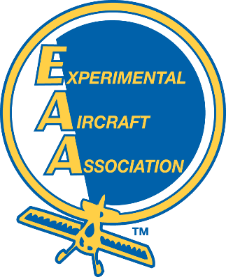 EXPERIMENTAL
AIRCRAFT
ASSOCIATION
TM